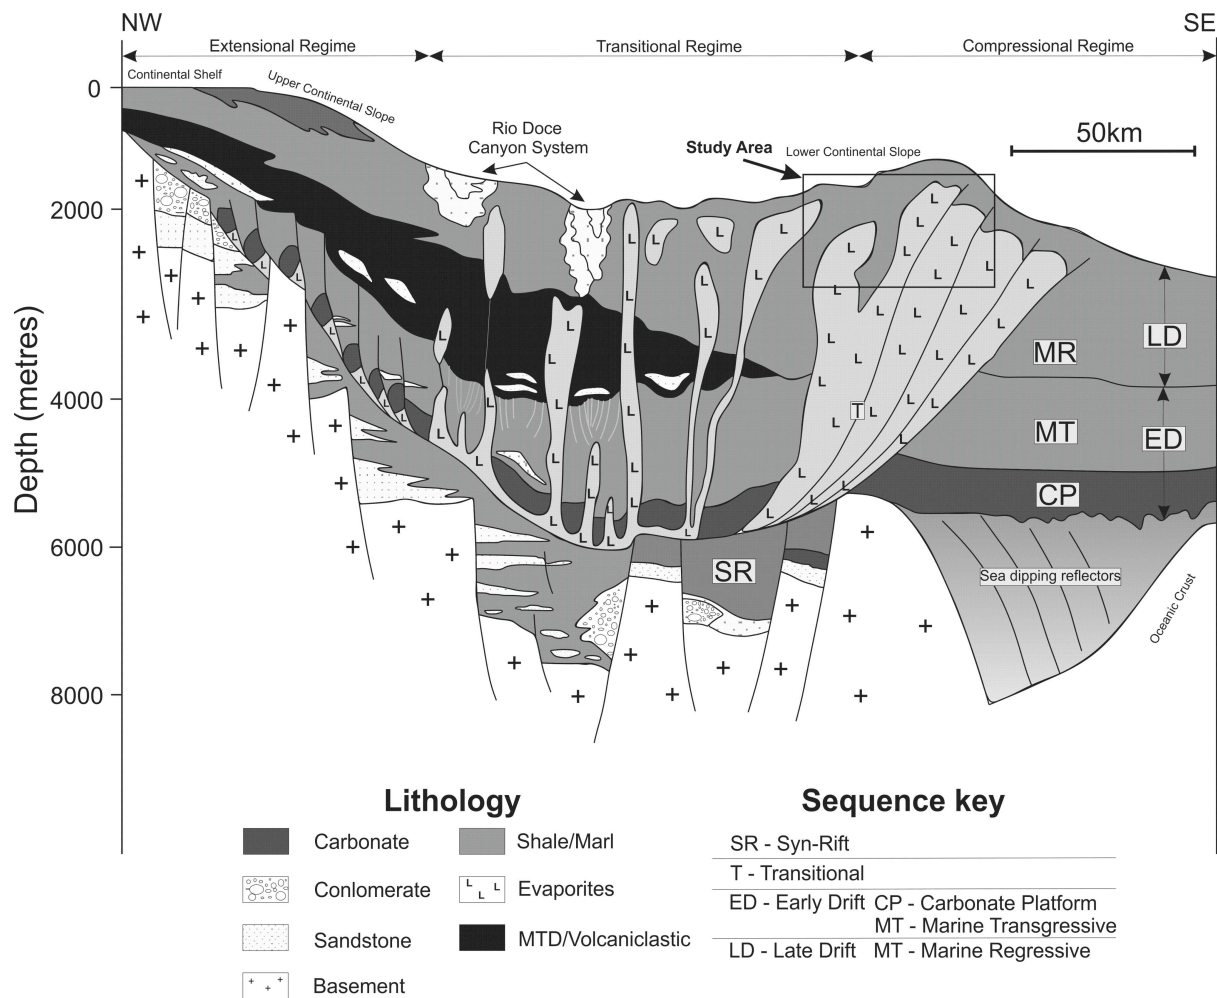 NW
SE
Extensional Regime
Transitional Regime
Compressional Regime
Continental Shelf
Upper Continental Slope
0
Rio Doce
Canyon System
Study Area
Lower Continental Slope
50km
2000
4000
6000
8000
Depth (metres)
L L L L L L L L L L
MR
LD
T
MT
ED
CP
SR
Sea dipping reflectors
Oceanic Crust
Lithology
Carbonate
Shale/Marl
Conlomerate
L L L
Evaporites
Sandstone
MTD/Volcaniclastic
Basement
Sequence key
SR - Syn-Rift
T - Transitional
ED - Early Drift CP - Carbonate Platform
MT - Marine Transgressive
LD - Late Drift MT - Marine Regressive